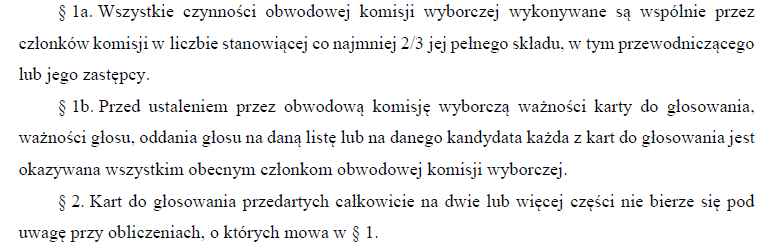 § 1a. Wszystkie czynności obwodowej komisji wyborczej wykonywane są wspólnie przez
członków komisji w liczbie stanowiącej co najmniej 2/3 jej pełnego składu, w tym przewodniczącego
lub jego zastępcy.
§ 1b. Przed ustaleniem przez obwodową komisję wyborczą ważności karty do głosowania,
ważności głosu, oddania głosu na daną listę lub na danego kandydata każda z kart do głosowania jest
okazywana wszystkim obecnym członkom obwodowej komisji wyborczej.
§ 2. Kart do głosowania przedartych całkowicie na dwie lub więcej części nie bierze się pod
uwagę przy obliczeniach, o których mowa w § 1.